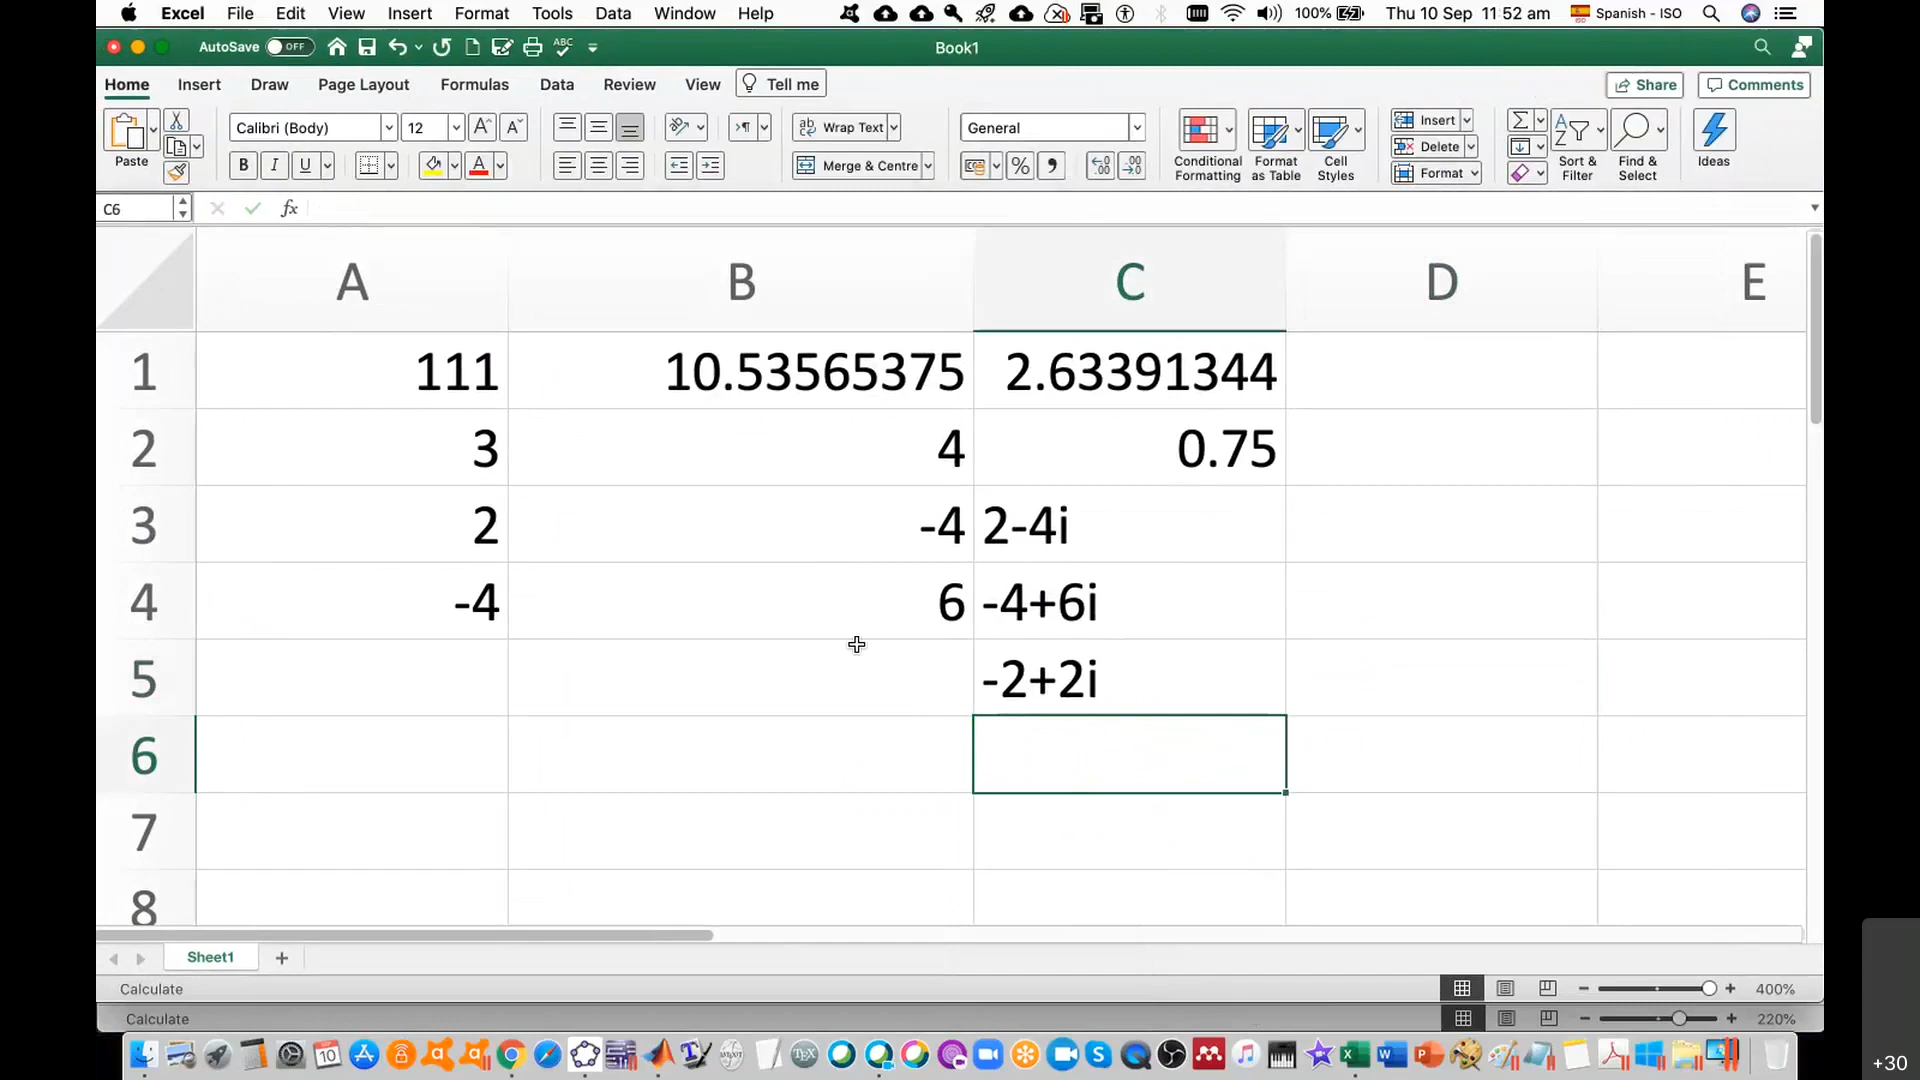 Excel File Edit View Insert Format Tools Data Window Help 100% Thu 10 Sep 11:52 am Spanish - ISO
AutoSave OFF Book1
Home Insert Draw Page Layout Formulas Data Review View Tell me Share Comments
Paste Calibri (Body) 12 Wrap Text General Conditional Formatting Format as Table Cell Styles Insert Sort & Filter Find & Select Ideas
B I U A Merge & Centre % Delete
Format
C6 fx
A B C D E
1 111 10.53565375 2.63391344
2 3 4 0.75
3 2 -4 2-4i
4 -4 6 -4+6i
5 -2+2i
6
7
8
Sheet1
Calculate 400%
Calculate 220%
+30